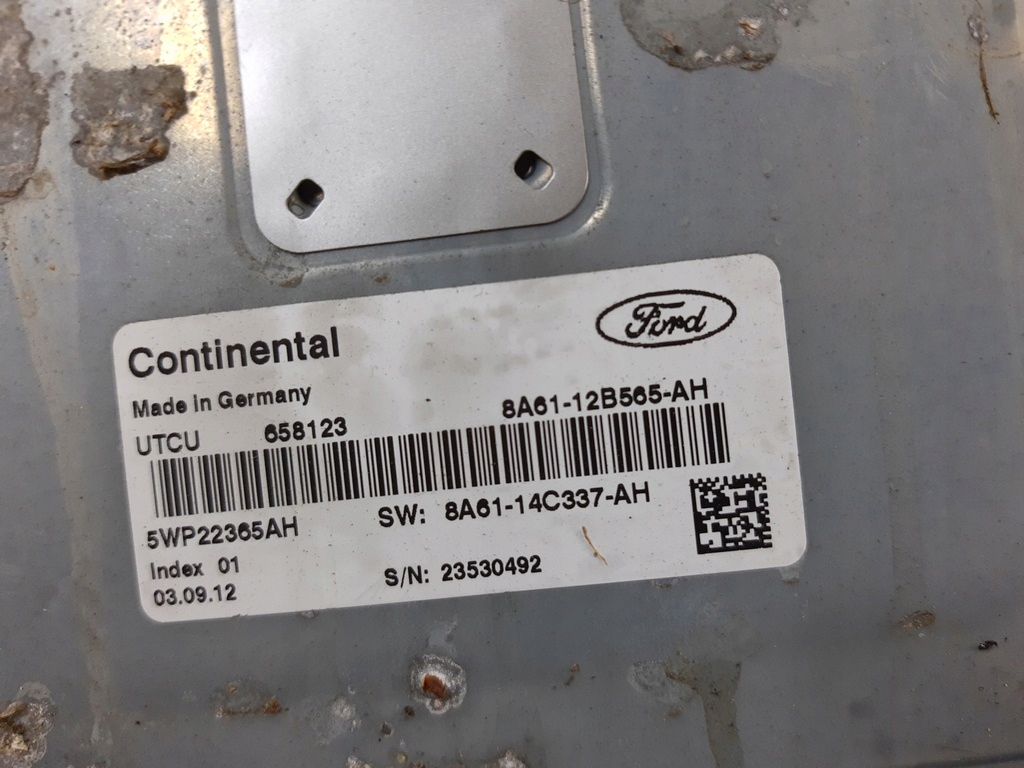 Continental
Ford
Made in Germany
8A61-12B565-AH
UTCU 658123
5WP22365AH
SW: 8A61-14C337-AH
Index 01
S/N: 23530492
03.09.12